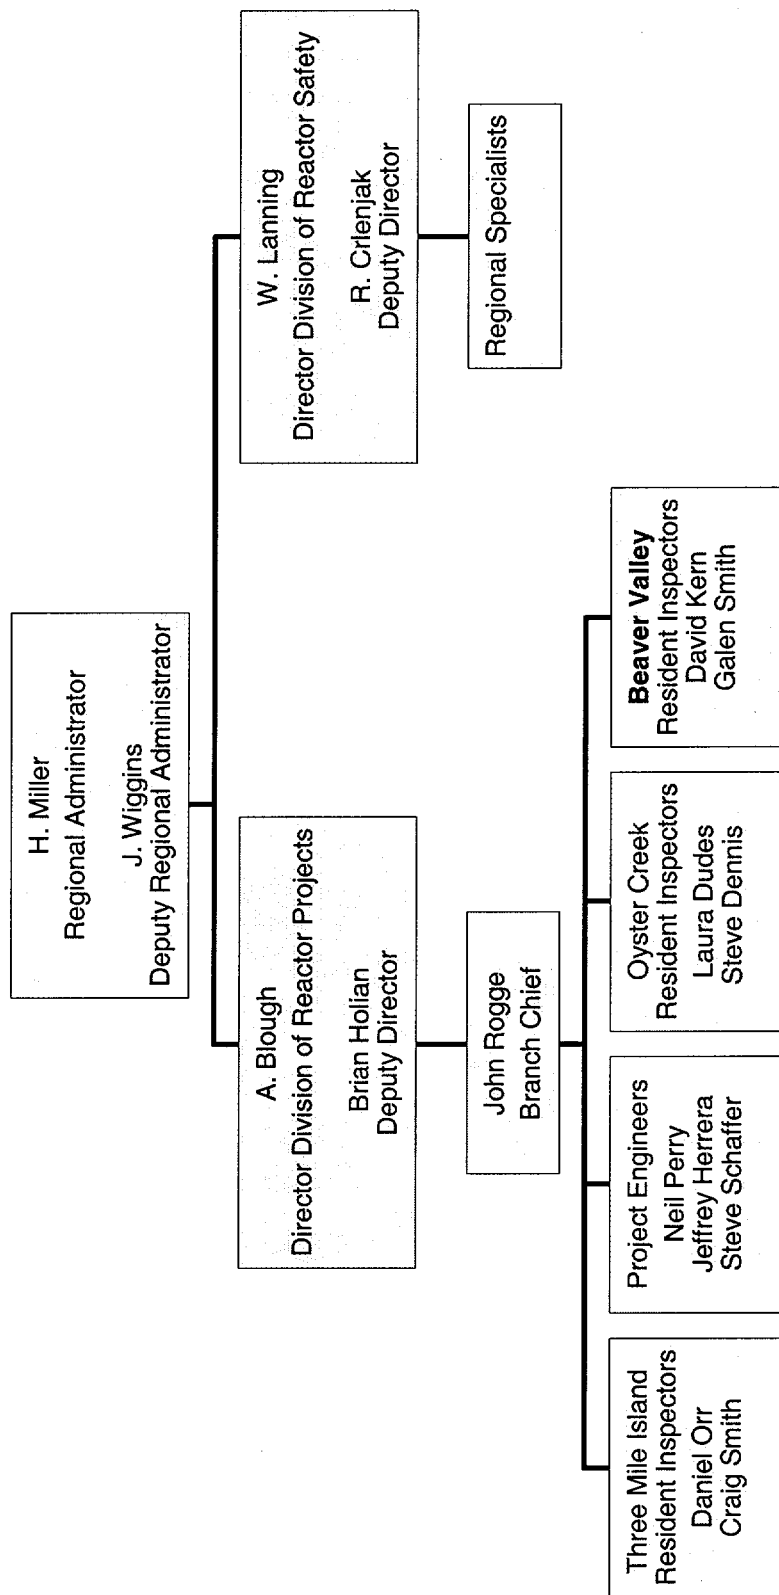 H. Miller
Regional Administrator
J. Wiggins
Deputy Regional Administrator
A. Blough
Director Division of Reactor Projects
Brian Holian
Deputy Director
W. Lanning
Director Division of Reactor Safety
R. Crlenjak
Deputy Director
John Rogge
Branch Chief
Regional Specialists
Three Mile Island
Resident Inspectors
Daniel Orr
Craig Smith
Project Engineers
Neil Perry
Jeffrey Herrera
Steve Schaffer
Oyster Creek
Resident Inspectors
Laura Dudes
Steve Dennis
Beaver Valley
Resident Inspectors
David Kern
Galen Smith